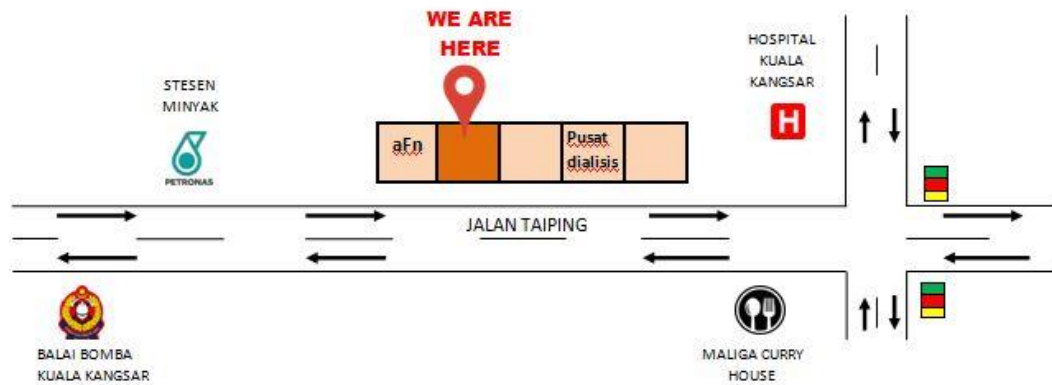 WE ARE
HERE
HOSPITAL
KUALA
KANGSAR
H
STESEN
MINYAK
PETRONAS
aFn
Pusat
dialisis
JALAN TAIPING
BALAI BOMBA
KUALA KANGSAR
MALIGA CURRY
HOUSE